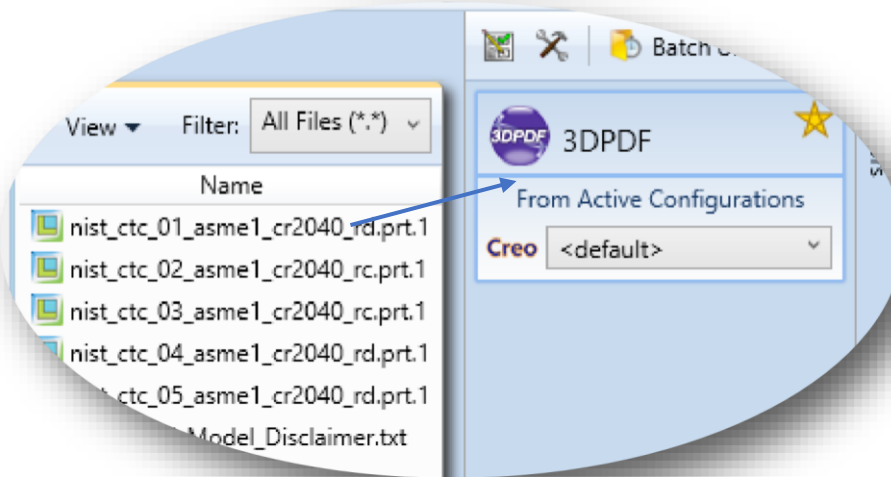 Batch
View
Filter:
All Files (*.*)
3DPDF
3DPDF
Name
From Active Configurations
nist_ctc_01_asme1_cr2040_rd.prt.1
Creo
<default>
nist_ctc_02_asme1_cr2040_rc.prt.1
nist_ctc_03_asme1_cr2040_rc.prt.1
nist_ctc_04_asme1_cr2040_rd.prt.1
_ctc_05_asme1_cr2040_rd.prt.1
Model_Disclaimer.txt